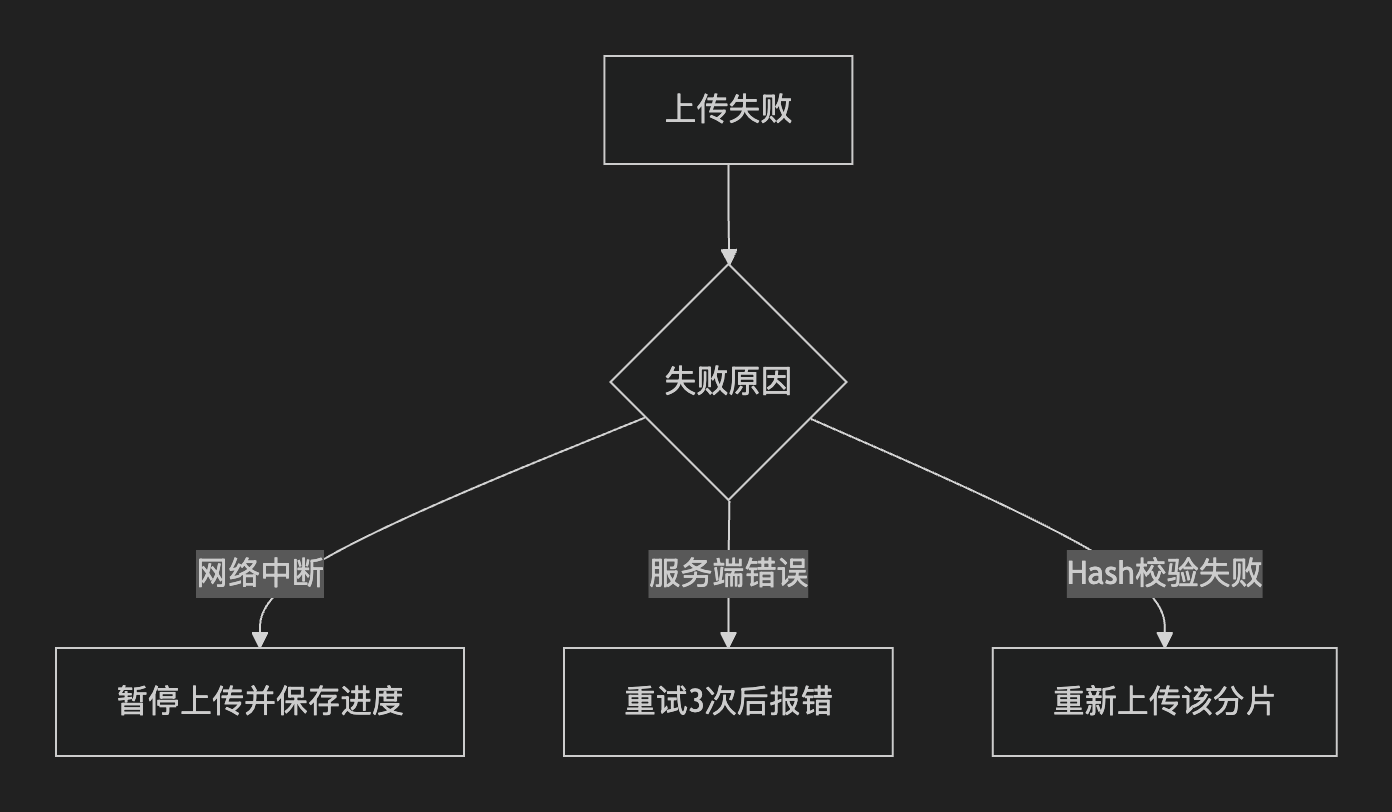 上传失败
失败原因
网络中断
服务端错误
Hash校验失败
暂停上传并保存进度
重试3次后报错
重新上传该分片